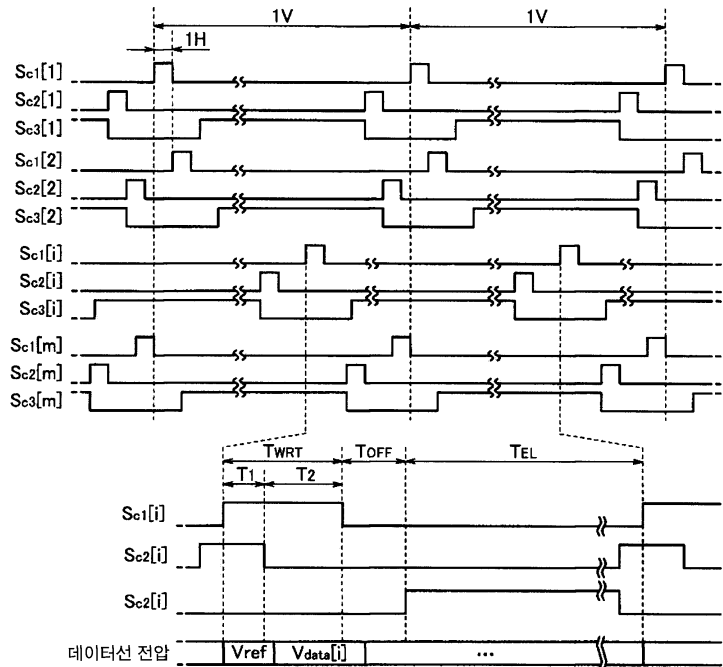 1V 1V
1H
Sc1[1]
Sc2[1]
Sc3[1]
Sc1[2]
Sc2[2]
Sc3[2]
Sc1[i]
Sc2[i]
Sc3[i]
Sc1[m]
Sc2[m]
Sc3[m]
TWRT TOFF TEL
T1 T2
Sc1[i]
Sc2[i]
Sc2[i]
데이터선 전압 Vref Vdata[i] ...